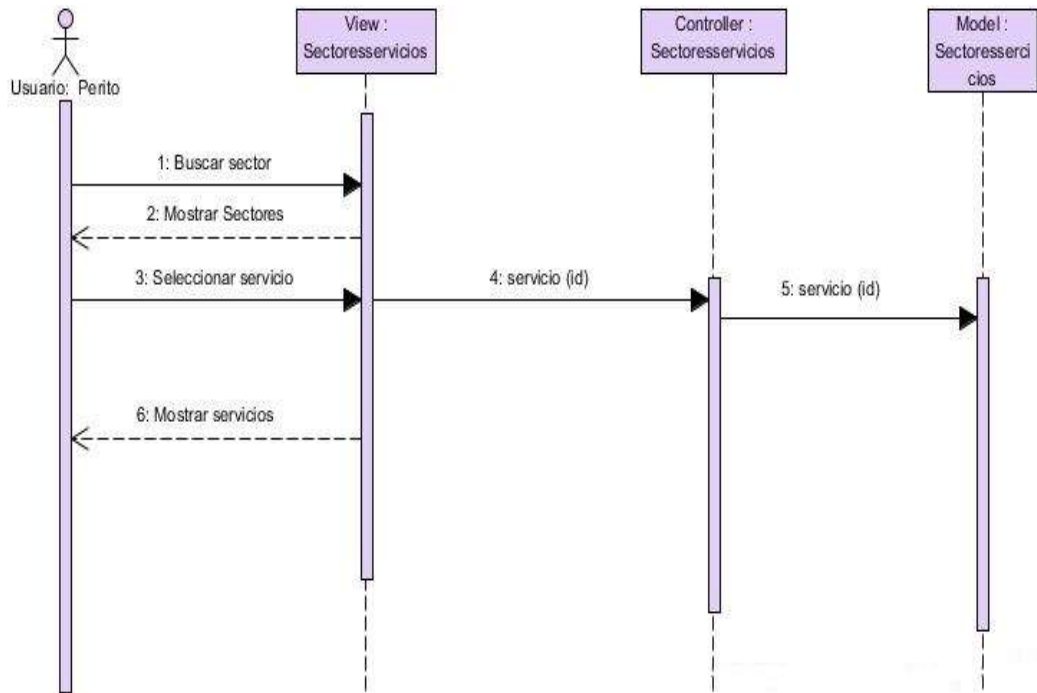 View :
Sectoresservicios
Controller :
Sectoresservicios
Model :
Sectoresserci
cios
Usuario: Perito
1: Buscar sector
2: Mostrar Sectores
3: Seleccionar servicio
4: servicio (id)
5: servicio (id)
6: Mostrar servicios